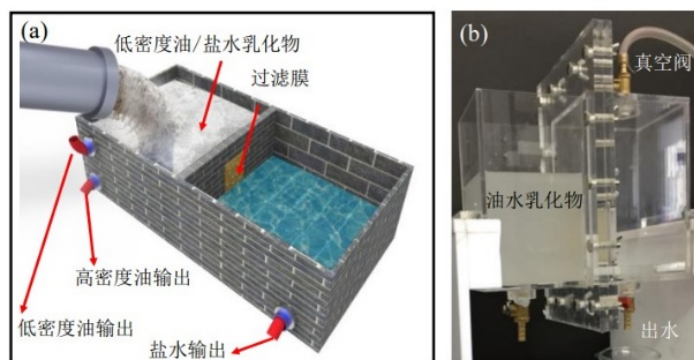 (a)
低密度油/盐水乳化物
过滤膜
高密度油输出
低密度油输出
盐水输出
(b)
真空阀
油水乳化物
出水